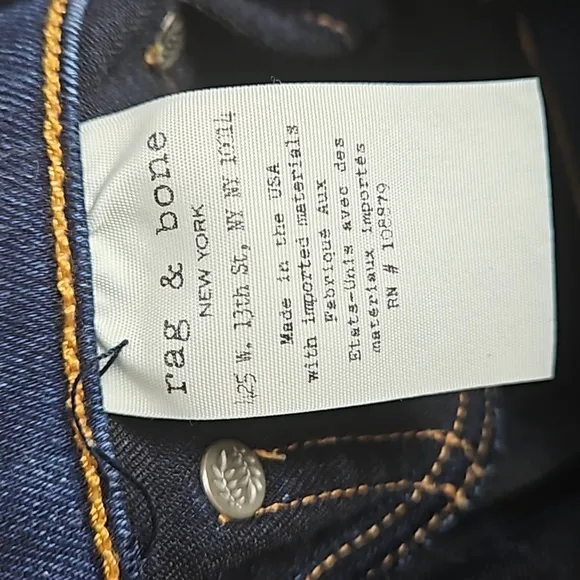 rag & bone
NEW YORK
425 W. 13th St, NY NY 10014
Made in the USA
with imported materials
Fabriqué Aux
Etats-Unis avec des
matériaux importés
RN # 108879